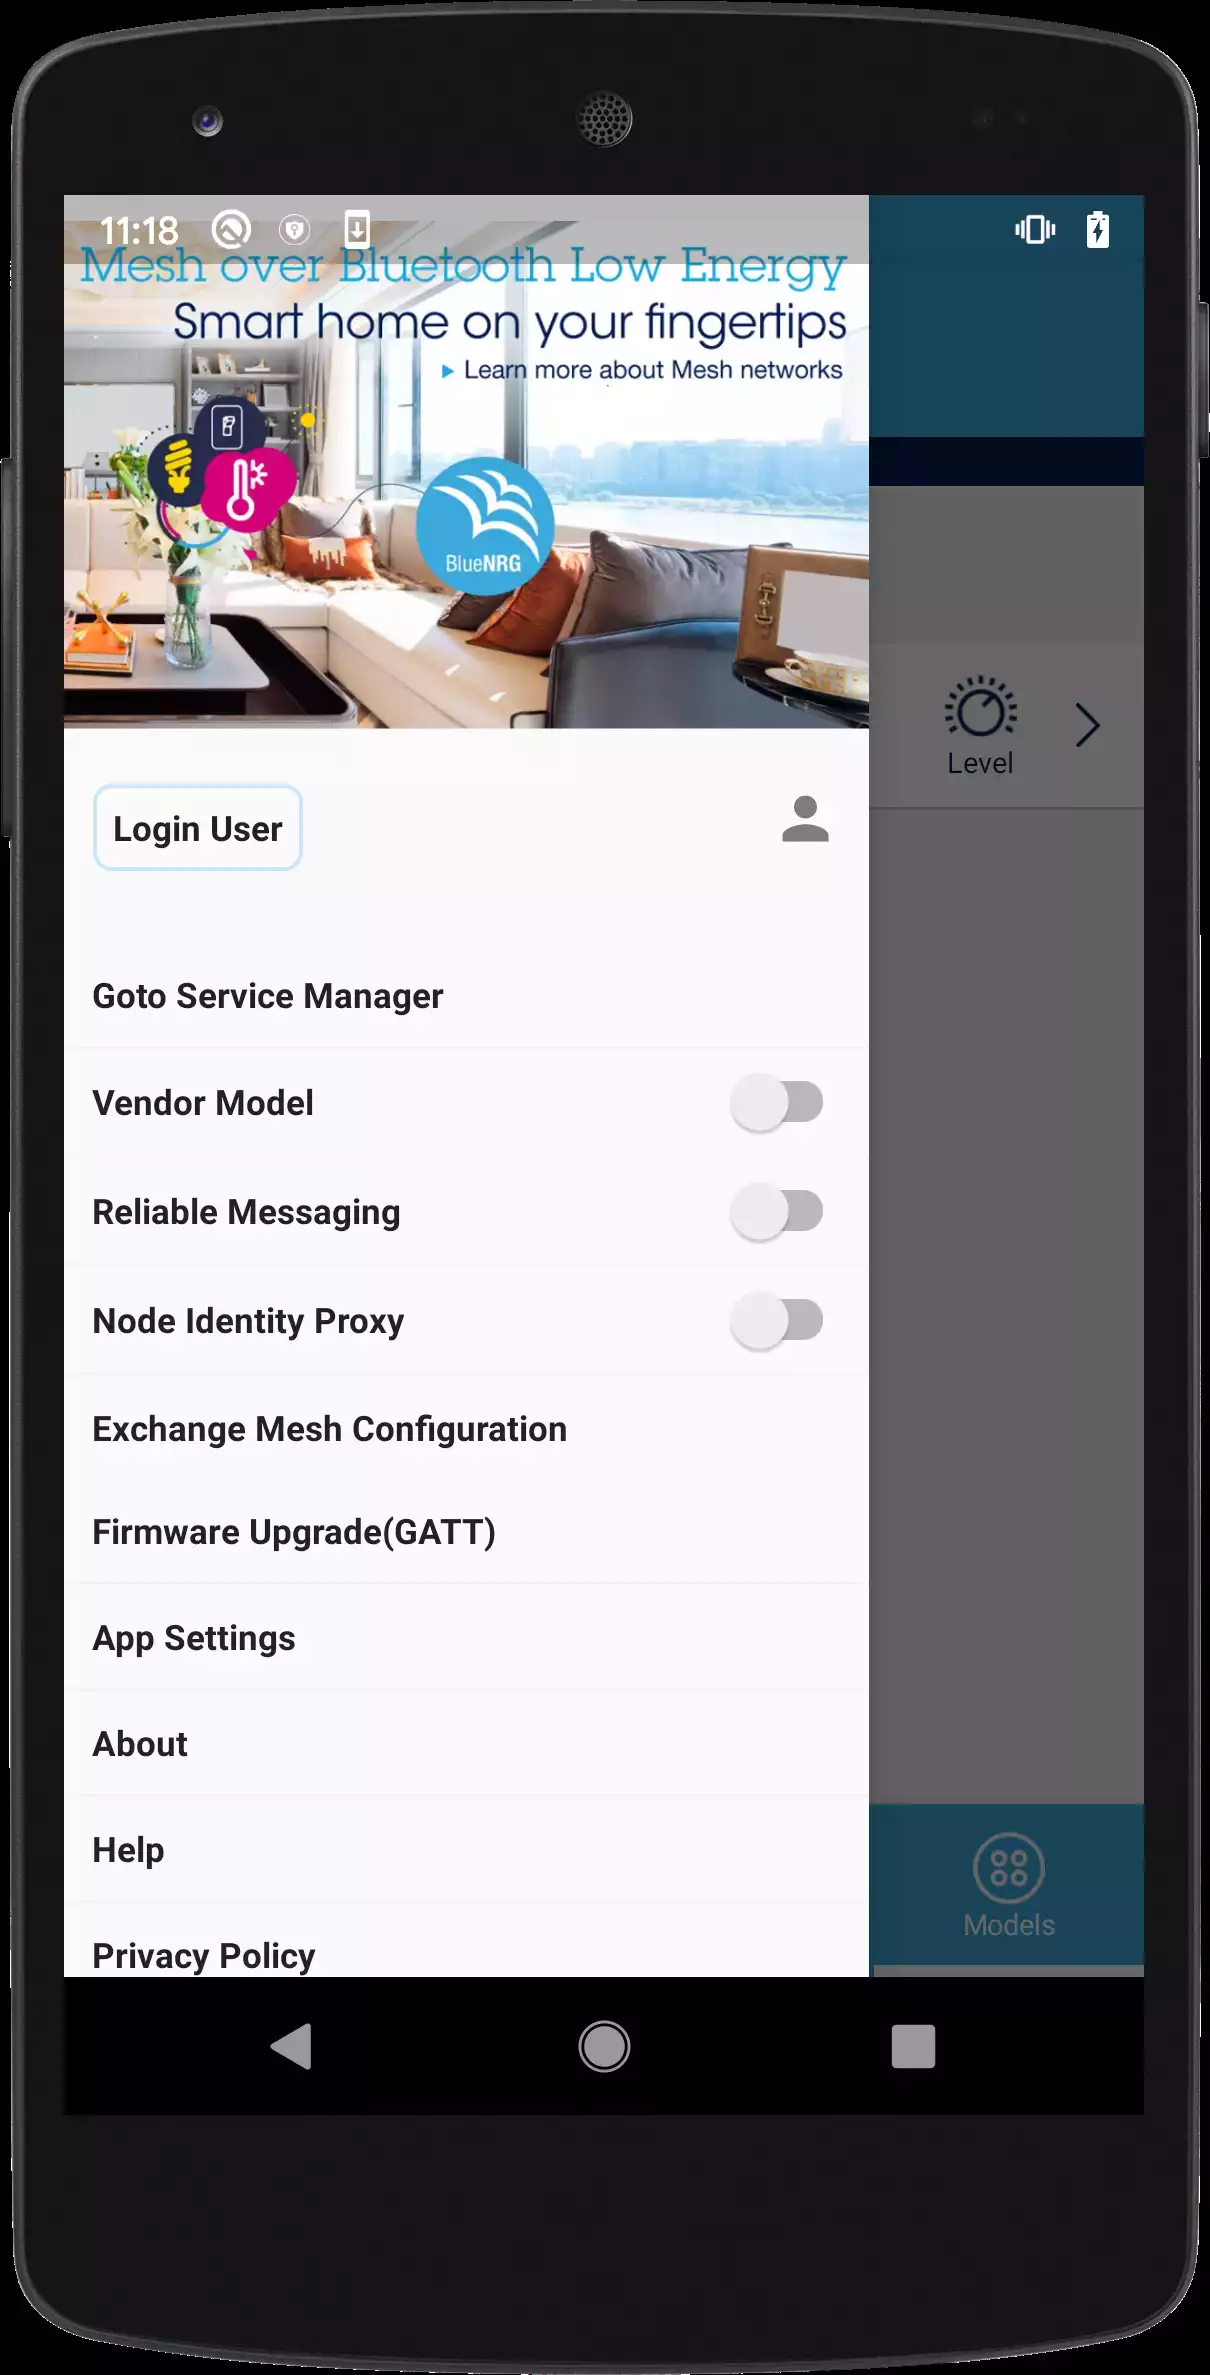 11:18
Mesh over Bluetooth Low Energy
Smart home on your fingertips
Learn more about Mesh networks
BlueNRG
Level
Login User
Goto Service Manager
Vendor Model
Reliable Messaging
Node Identity Proxy
Exchange Mesh Configuration
Firmware Upgrade(GATT)
App Settings
About
Help
Models
Privacy Policy